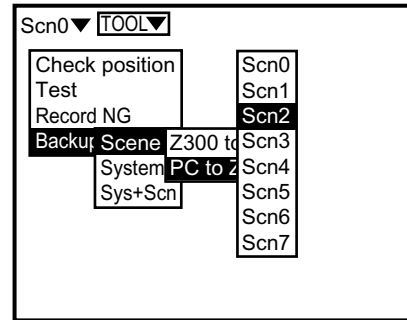 Scn0▼ TOOL▼
Check position
Test
Record NG
Backup
Scene
System
Sys+Scn
Z300 to
PC to Z
Scn0
Scn1
Scn2
Scn3
Scn4
Scn5
Scn6
Scn7